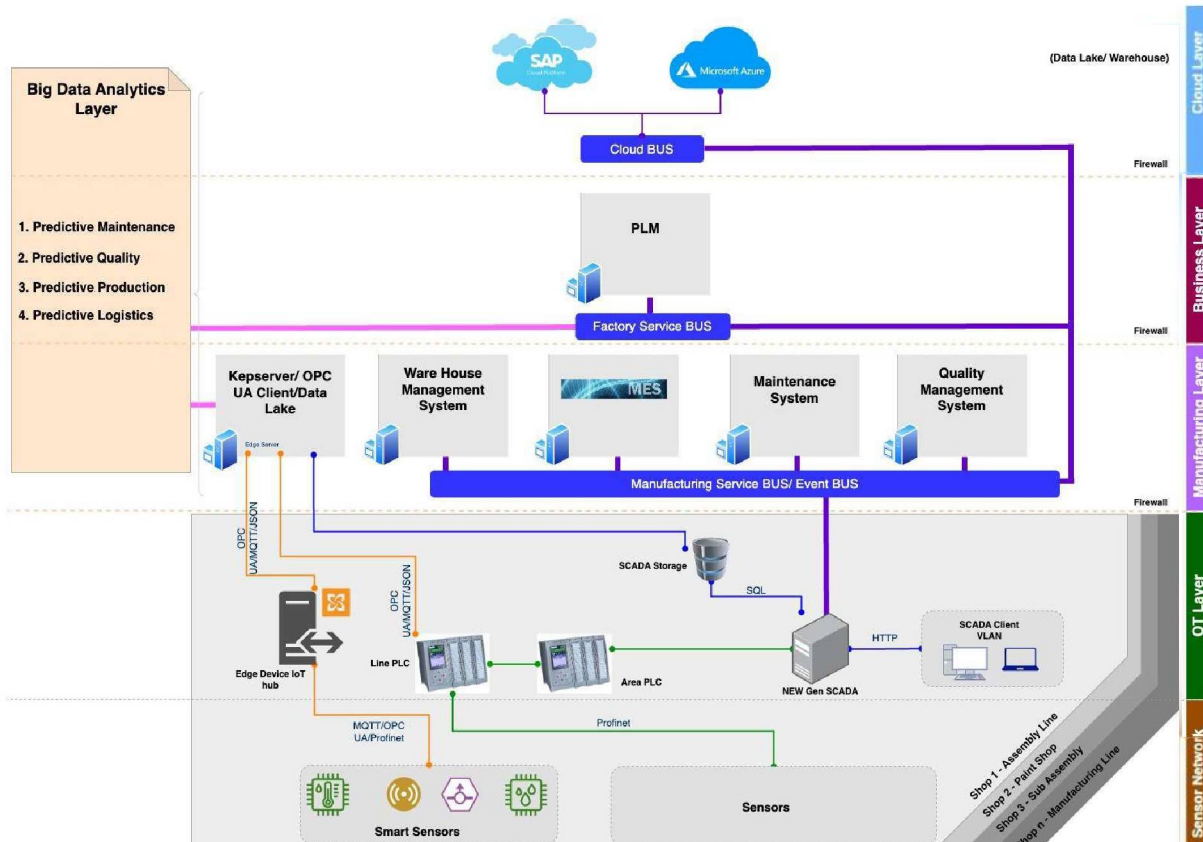 SAP
Cloud Platform
Microsoft Azure
(Data Lake/ Warehouse)
Cloud Layer
Big Data Analytics
Layer
1. Predictive Maintenance
2. Predictive Quality
3. Predictive Production
4. Predictive Logistics
Cloud BUS
Firewall
PLM
Business Layer
Factory Service BUS
Firewall
Kepserver/ OPC
UA Client/Data
Lake
Edge Server
Ware House
Management
System
MES
Maintenance
System
Quality
Management
System
Manufacturing Layer
Manufacturing Service BUS/ Event BUS
Firewall
OPC
UA/MQTT/JSON
OPC
UA/MQTT/JSON
SCADA Storage
SQL
OT Layer
Edge Device IoT
hub
Line PLC
Area PLC
NEW Gen SCADA
HTTP
SCADA Client
VLAN
MQTT/OPC
UA/Profinet
Profinet
Smart Sensors
Sensors
Shop 1 - Assembly Line
Shop 2 - Paint Shop
Shop 3 - Sub Assembly
Shop n - Manufacturing Line
Sensor Network